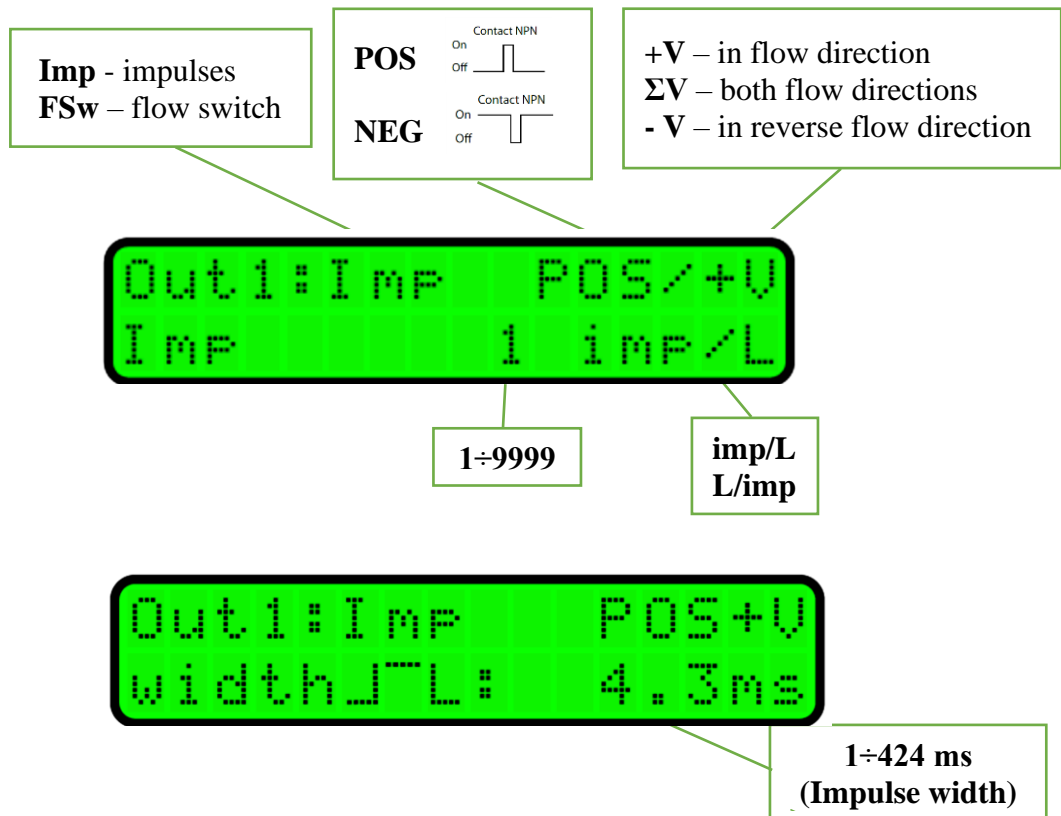 Imp - impulses
FSw – flow switch
POS
Contact NPN
On
Off
NEG
Contact NPN
On
Off
+V – in flow direction
ΣV – both flow directions
- V – in reverse flow direction
Out1:Imp POS/+V
Imp 1 imp/L
1÷9999
imp/L
L/imp
Out1:Imp POS+V
width: 4.3ms
1÷424 ms
(Impulse width)